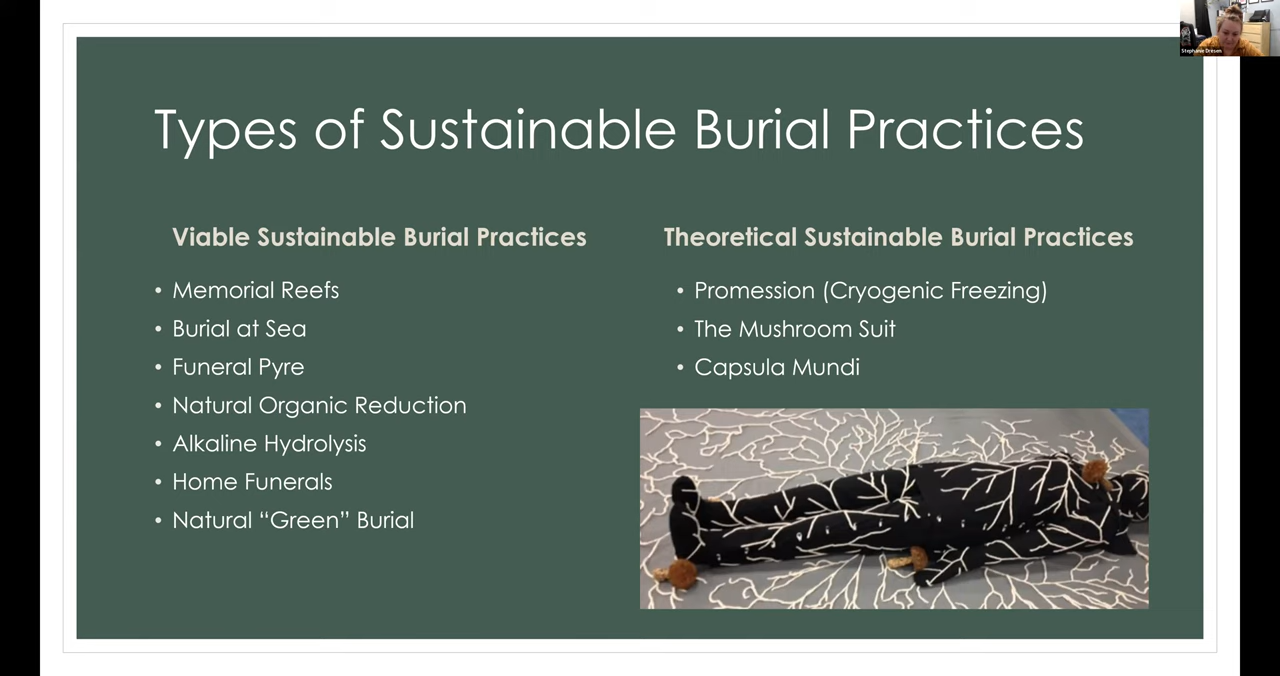 Types of Sustainable Burial Practices
Viable Sustainable Burial Practices
• Memorial Reefs
• Burial at Sea
• Funeral Pyre
• Natural Organic Reduction
• Alkaline Hydrolysis
• Home Funerals
• Natural “Green” Burial
Theoretical Sustainable Burial Practices
• Promession (Cryogenic Freezing)
• The Mushroom Suit
• Capsula Mundi
Stephanie